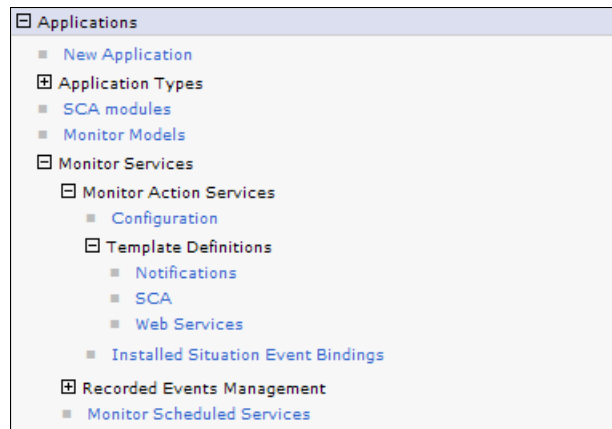 Applications
New Application
Application Types
SCA modules
Monitor Models
Monitor Services
Monitor Action Services
Configuration
Template Definitions
Notifications
SCA
Web Services
Installed Situation Event Bindings
Recorded Events Management
Monitor Scheduled Services